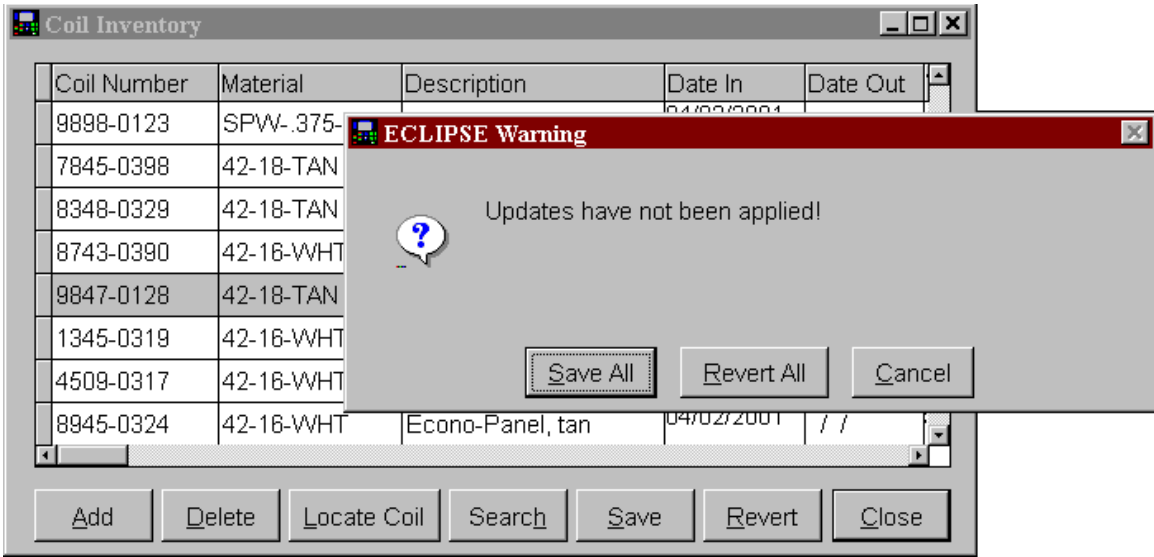 Coil Inventory
Coil Number Material Description Date In Date Out
9898-0123 SPW-.375- 04/02/2001
ECLIPSE Warning
7845-0398 42-18-TAN
8348-0329 42-18-TAN
Updates have not been applied!
8743-0390 42-16-WHT
9847-0128 42-18-TAN
1345-0319 42-16-WHT
4509-0317 42-16-WHT
Save All Revert All Cancel
8945-0324 42-16-WHT Econo-Panel, tan 04/02/2001 / /
Add Delete Locate Coil Search Save Revert Close